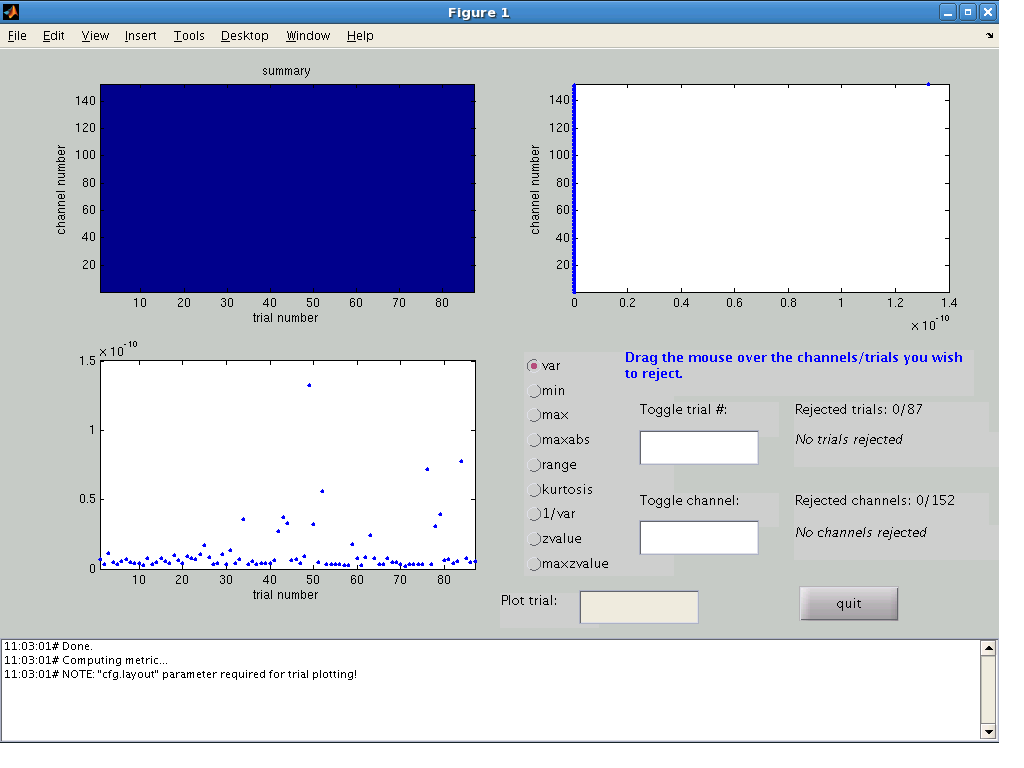 Figure 1
File Edit View Insert Tools Desktop Window Help
summary
channel number
140
120
100
80
60
40
20
10 20 30 40 50 60 70 80
trial number
channel number
140
120
100
80
60
40
20
0 0.2 0.4 0.6 0.8 1 1.2 1.4
x 10^-10
x 10^-10
1.5
1
0.5
0
10 20 30 40 50 60 70 80
trial number
var
min
max
maxabs
range
kurtosis
1/var
zvalue
maxzvalue
Drag the mouse over the channels/trials you wish
to reject.
Toggle trial #:
Rejected trials: 0/87
No trials rejected
Toggle channel:
Rejected channels: 0/152
No channels rejected
Plot trial:
quit
11:03:01# Done.
11:03:01# Computing metric...
11:03:01# NOTE: "cfg.layout" parameter required for trial plotting!